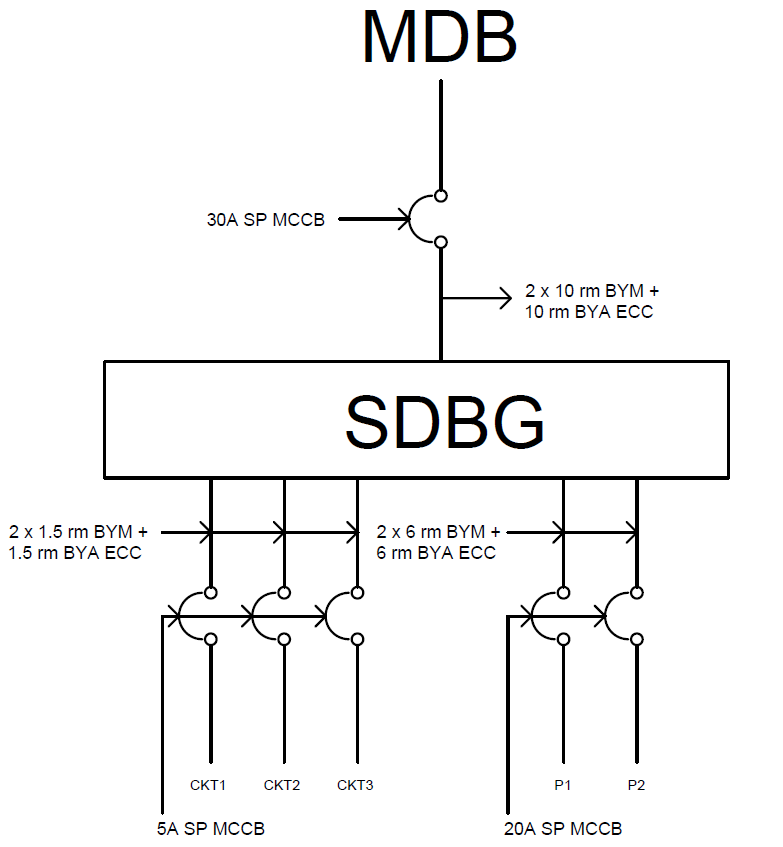 MDB
30A SP MCCB
2 x 10 rm BYM +
10 rm BYA ECC
SDBG
2 x 1.5 rm BYM +
1.5 rm BYA ECC
2 x 6 rm BYM +
6 rm BYA ECC
CKT1
CKT2
CKT3
P1
P2
5A SP MCCB
20A SP MCCB